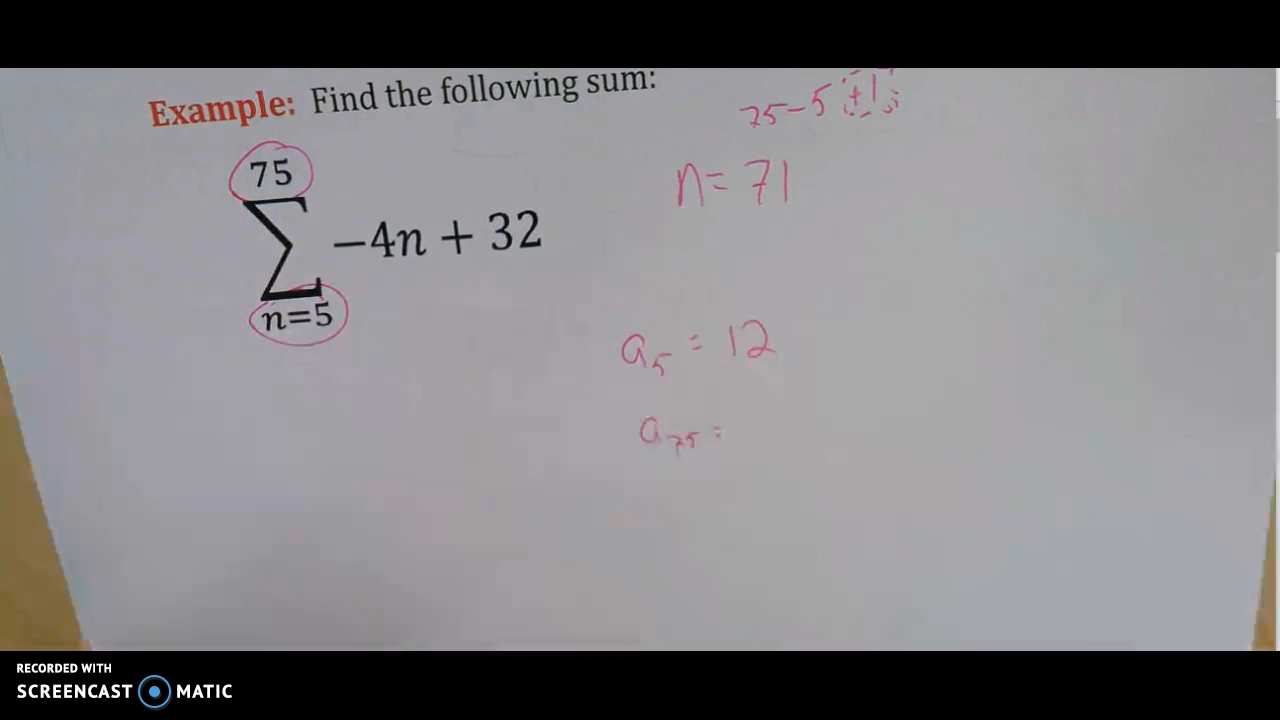 Example: Find the following sum:
75 - 5 + 1
75
∑ -4n + 32
n=5
n = 71
a₅ = 12
a₇₅ =
RECORDED WITH
SCREENCAST MATIC